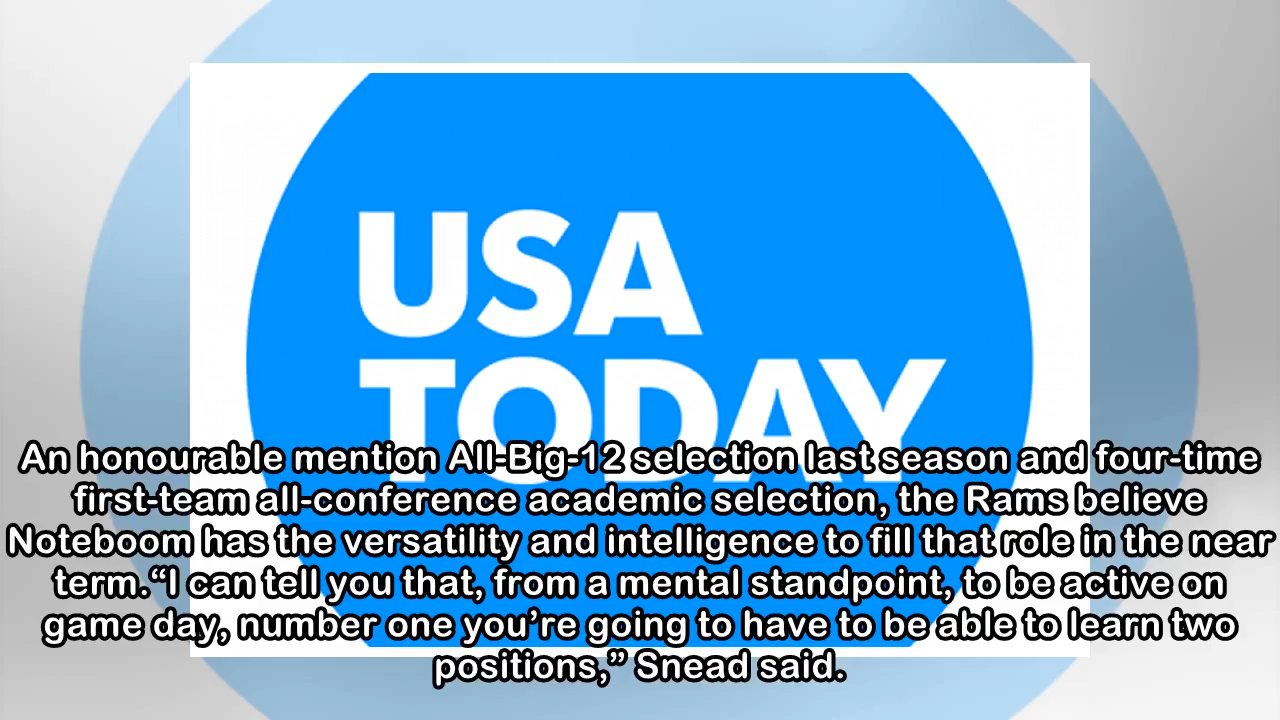 USA
TODAY
An honourable mention All-Big-12 selection last season and four-time
first-team all-conference academic selection, the Rams believe
Noteboom has the versatility and intelligence to fill that role in the near
term.“I can tell you that, from a mental standpoint, to be active on
game day, number one you’re going to have to be able to learn two
positions,” Snead said.